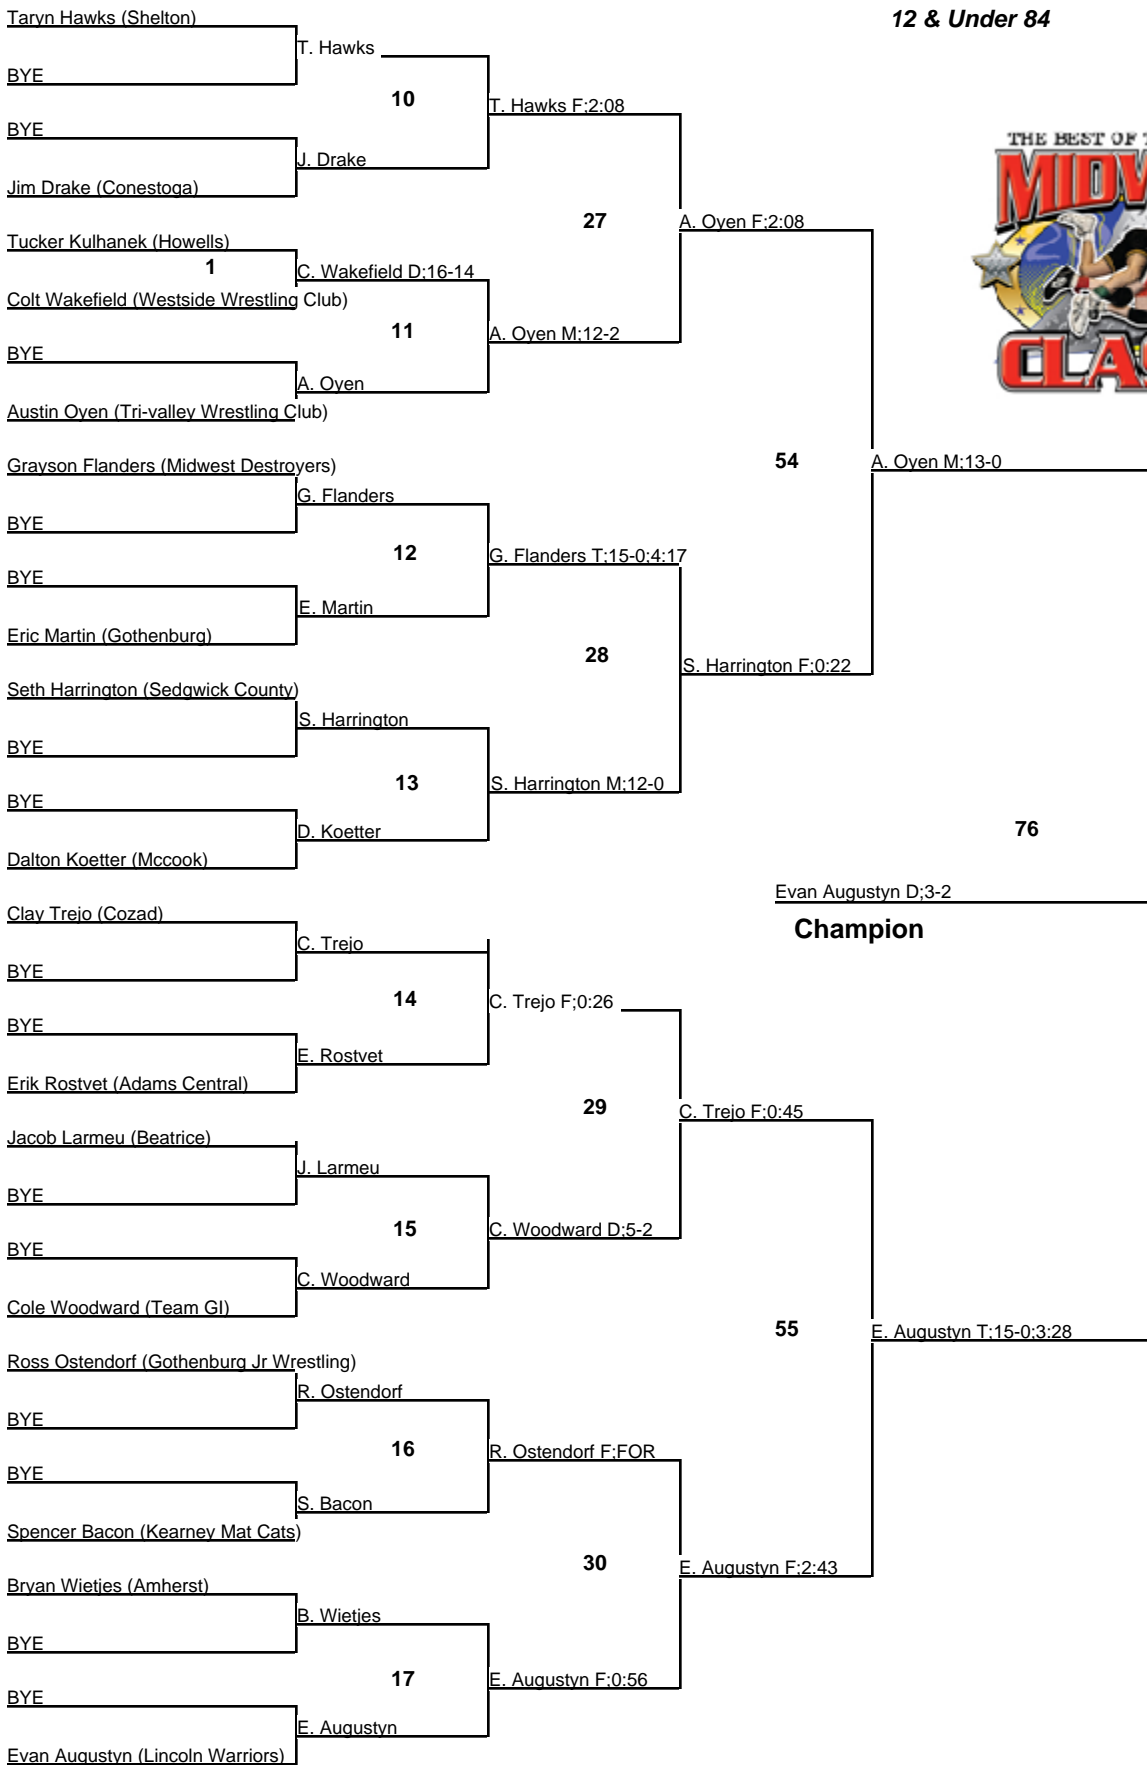 12 & Under 84
Taryn Hawks (Shelton)
T. Hawks
BYE
10
T. Hawks F;2:08
BYE
J. Drake
Jim Drake (Conestoga)
THE BEST OF
27
A. Oyen F;2:08
Tucker Kulhanek (Howells)
1
C. Wakefield D;16-14
Colt Wakefield (Westside Wrestling Club)
11
A. Oyen M;12-2
BYE
A. Oyen
Austin Oyen (Tri-valley Wrestling Club)
54
A. Oyen M;13-0
Grayson Flanders (Midwest Destroyers)
G. Flanders
BYE
12
G. Flanders T;15-0;4:17
BYE
E. Martin
Eric Martin (Gothenburg)
28
S. Harrington F;0:22
Seth Harrington (Sedgwick County)
S. Harrington
BYE
13
S. Harrington M;12-0
BYE
D. Koetter
Dalton Koetter (Mccook)
76
Evan Augustyn D;3-2
Champion
Clay Trejo (Cozad)
C. Trejo
BYE
14
C. Trejo F;0:26
BYE
E. Rostvet
Erik Rostvet (Adams Central)
29
C. Trejo F;0:45
Jacob Larmeu (Beatrice)
J. Larmeu
BYE
15
C. Woodward D;5-2
BYE
C. Woodward
Cole Woodward (Team GI)
55
E. Augustyn T;15-0;3:28
Ross Ostendorf (Gothenburg Jr Wrestling)
R. Ostendorf
BYE
16
R. Ostendorf F;FOR
BYE
S. Bacon
Spencer Bacon (Kearney Mat Cats)
30
E. Augustyn F;2:43
Bryan Wietjes (Amherst)
B. Wietjes
BYE
17
E. Augustyn F;0:56
BYE
E. Augustyn
Evan Augustyn (Lincoln Warriors)